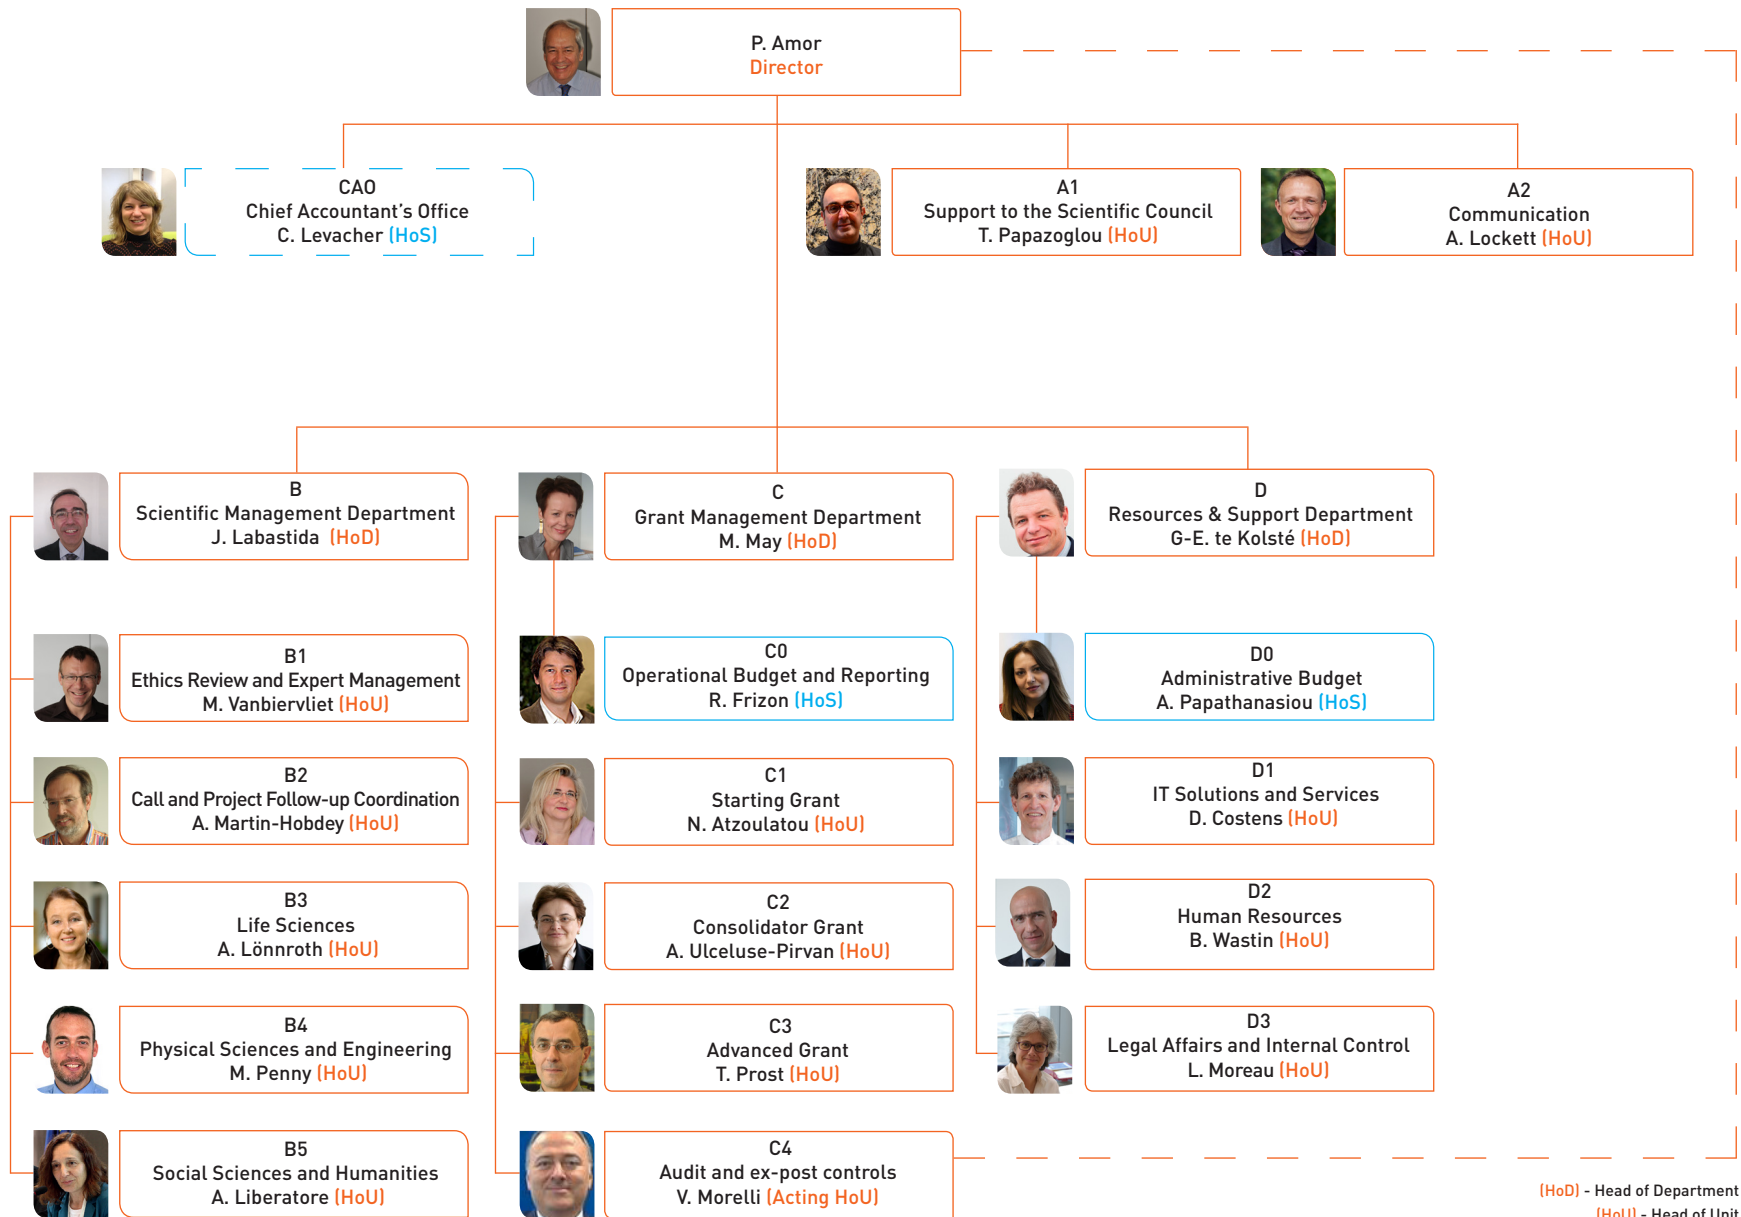 P. Amor
Director
CAO
Chief Accountant's Office
C. Levacher (HoS)
A1
Support to the Scientific Council
T. Papazoglou (HoU)
A2
Communication
A. Lockett (HoU)
B
Scientific Management Department
J. Labastida (HoD)
C
Grant Management Department
M. May (HoD)
D
Resources & Support Department
G-E. te Kolsté (HoD)
B1
Ethics Review and Expert Management
M. Vanbiervliet (HoU)
C0
Operational Budget and Reporting
R. Frizon (HoS)
D0
Administrative Budget
A. Papathanasiou (HoS)
B2
Call and Project Follow-up Coordination
A. Martin-Hobdey (HoU)
C1
Starting Grant
N. Atzoulatou (HoU)
D1
IT Solutions and Services
D. Costens (HoU)
B3
Life Sciences
A. Lönnroth (HoU)
C2
Consolidator Grant
A. Ulceluse-Pirvan (HoU)
D2
Human Resources
B. Wastin (HoU)
B4
Physical Sciences and Engineering
M. Penny (HoU)
C3
Advanced Grant
T. Prost (HoU)
D3
Legal Affairs and Internal Control
L. Moreau (HoU)
B5
Social Sciences and Humanities
A. Liberatore (HoU)
C4
Audit and ex-post controls
V. Morelli (Acting HoU)
(HoD) - Head of Department
(HoU) - Head of Unit